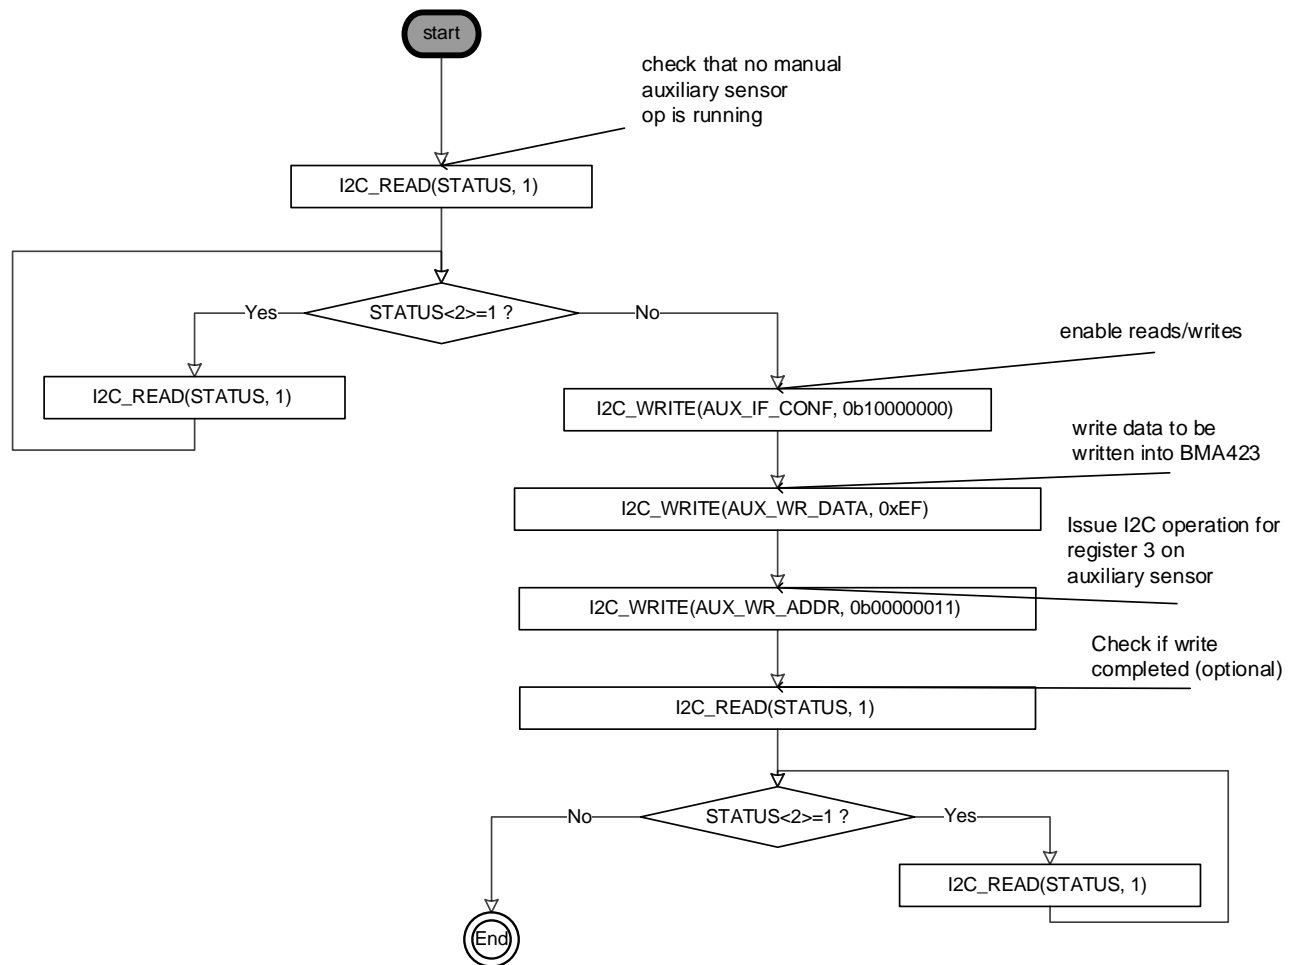 start
check that no manual
auxiliary sensor
op is running
I2C_READ(STATUS, 1)
STATUS<2>=1 ?
Yes
No
I2C_READ(STATUS, 1)
enable reads/writes
I2C_WRITE(AUX_IF_CONF, 0b10000000)
write data to be
written into BMA423
I2C_WRITE(AUX_WR_DATA, 0xEF)
Issue I2C operation for
register 3 on
auxiliary sensor
I2C_WRITE(AUX_WR_ADDR, 0b00000011)
Check if write
completed (optional)
I2C_READ(STATUS, 1)
STATUS<2>=1 ?
No
Yes
I2C_READ(STATUS, 1)
End